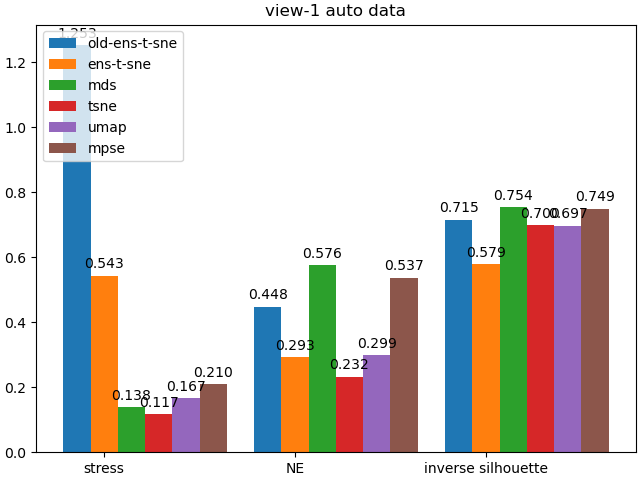 view-1 auto data
1.253
old-ens-t-sne
ens-t-sne
mds
tsne
umap
mpse
1.2
1.0
0.8
0.6
0.4
0.2
0.0
0.543
0.138
0.117
0.167
0.210
0.448
0.293
0.576
0.232
0.299
0.537
0.715
0.579
0.754
0.700
0.697
0.749
stress
NE
inverse silhouette